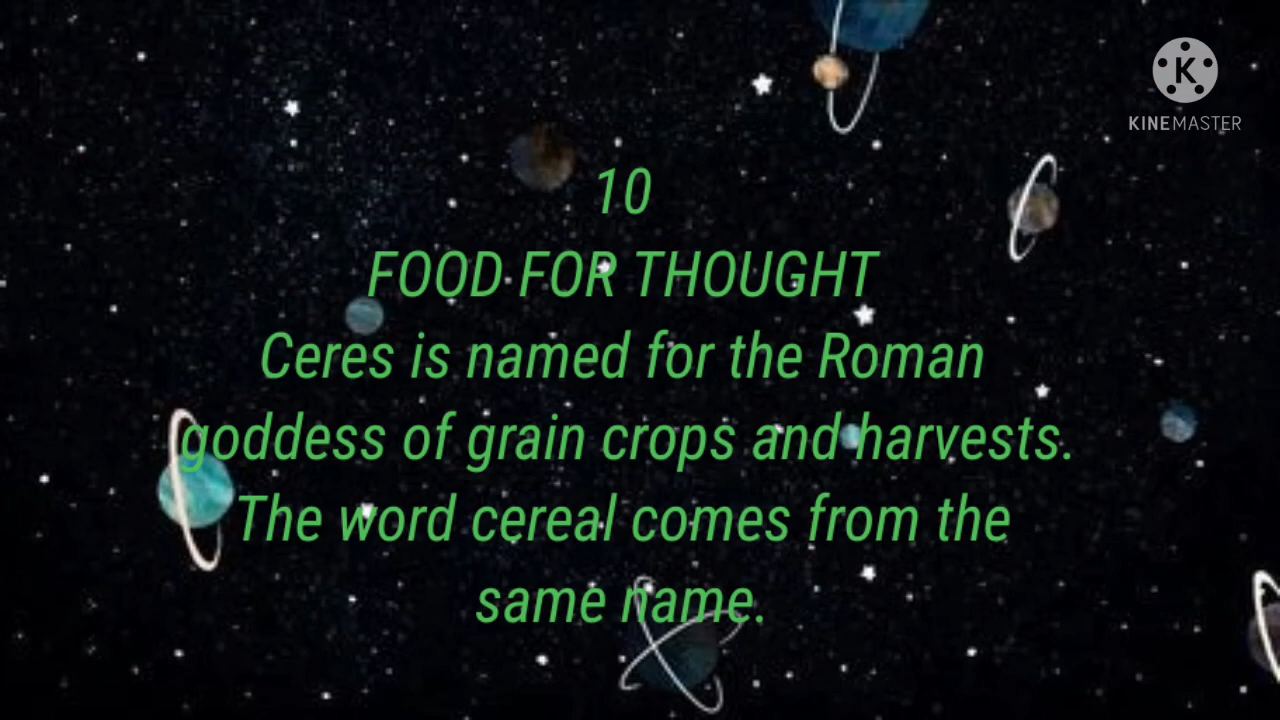 K
KINEMASTER
10
FOOD FOR THOUGHT
Ceres is named for the Roman
goddess of grain crops and harvests.
The word cereal comes from the
same name.